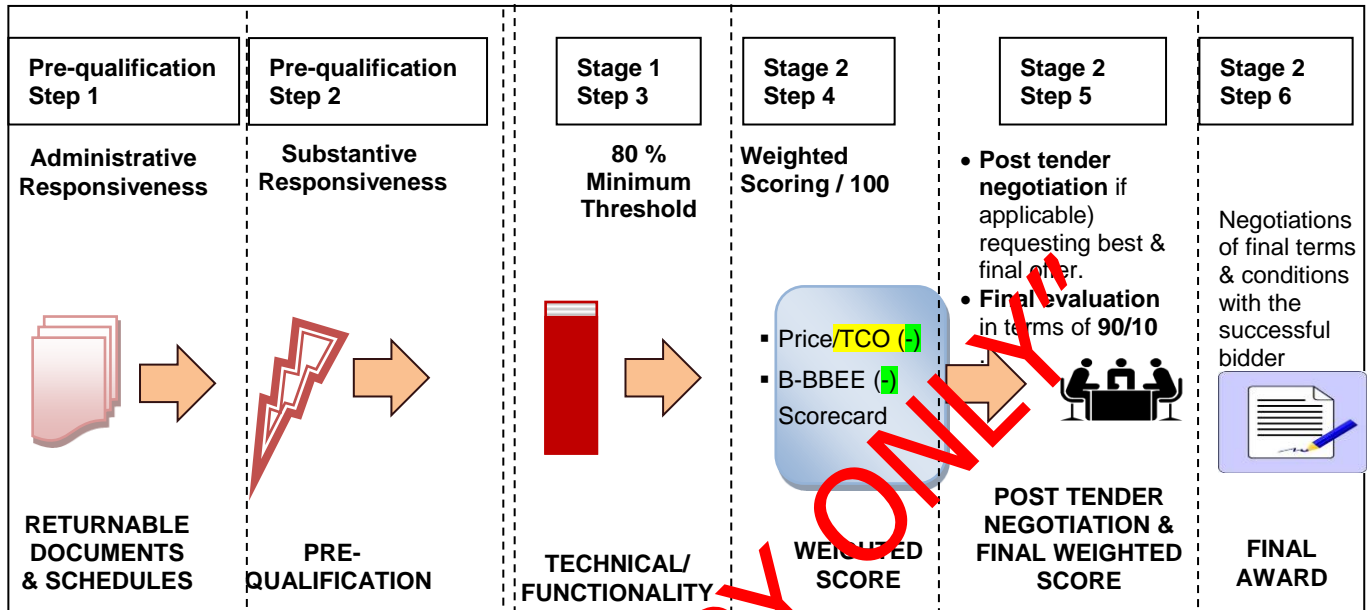 Pre-qualification
Step 1
Administrative
Responsiveness
RETURNABLE
DOCUMENTS
& SCHEDULES
Pre-qualification
Step 2
Substantive
Responsiveness
PRE-
QUALIFICATION
Stage 1
Step 3
80 %
Minimum
Threshold
TECHNICAL/
FUNCTIONALITY
Stage 2
Step 4
Weighted
Scoring / 100
▪ Price/TCO (-)
▪ B-BBEE (-)
Scorecard
WEIGHTED
SCORE
Stage 2
Step 5
• Post tender
negotiation if
applicable)
requesting best &
final offer.
• Final evaluation
in terms of 90/10
POST TENDER
NEGOTIATION &
FINAL WEIGHTED
SCORE
Stage 2
Step 6
Negotiations
of final terms
& conditions
with the
successful
bidder
FINAL
AWARD
ONLY"